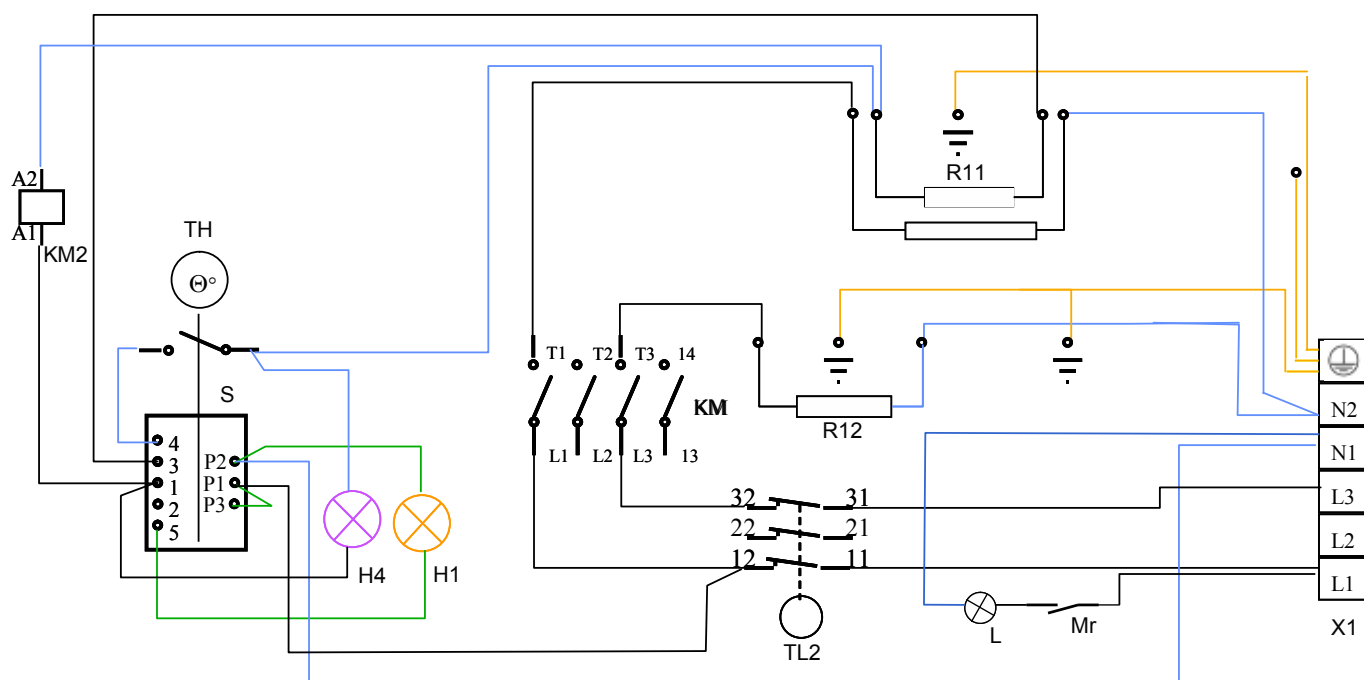 R11
A2
A1
KM2
TH
Θ°
S
T1 T2 T3 14
KM
L1 L2 L3 13
R12
4
3
1
2
5
P2
P1
P3
H4
H1
32 31
22 21
12 11
TL2
L
Mr
N2
N1
L3
L2
L1
X1